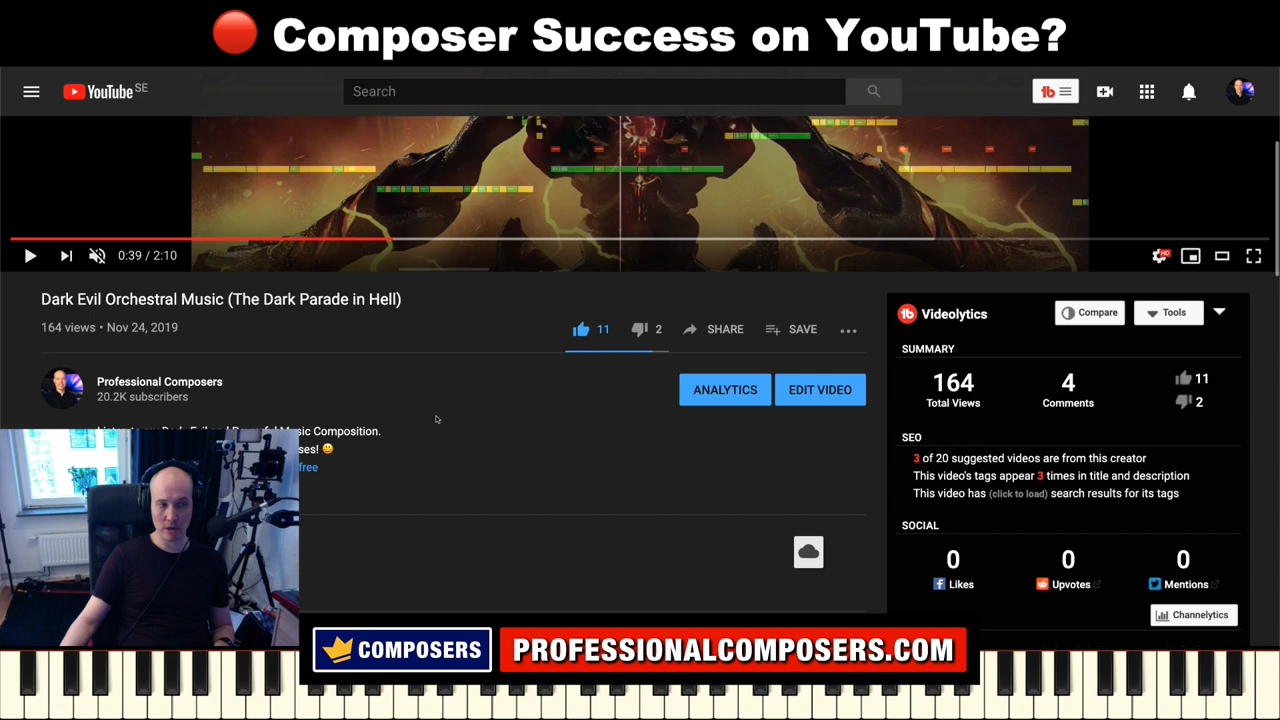 Composer Success on YouTube?
YouTube SE
Search
0:39 / 2:10
HD
Dark Evil Orchestral Music (The Dark Parade in Hell)
164 views • Nov 24, 2019
11
2
SHARE
SAVE
Professional Composers
20.2K subscribers
ANALYTICS
EDIT VIDEO
Music Composition.
free
Videolytics
Compare
Tools
SUMMARY
164
Total Views
4
Comments
11
2
SEO
3 of 20 suggested videos are from this creator
This video's tags appear 3 times in title and description
This video has (click to load) search results for its tags
SOCIAL
0
Likes
0
Upvotes
0
Mentions
Channelytics
COMPOSERS
PROFESSIONALCOMPOSERS.COM